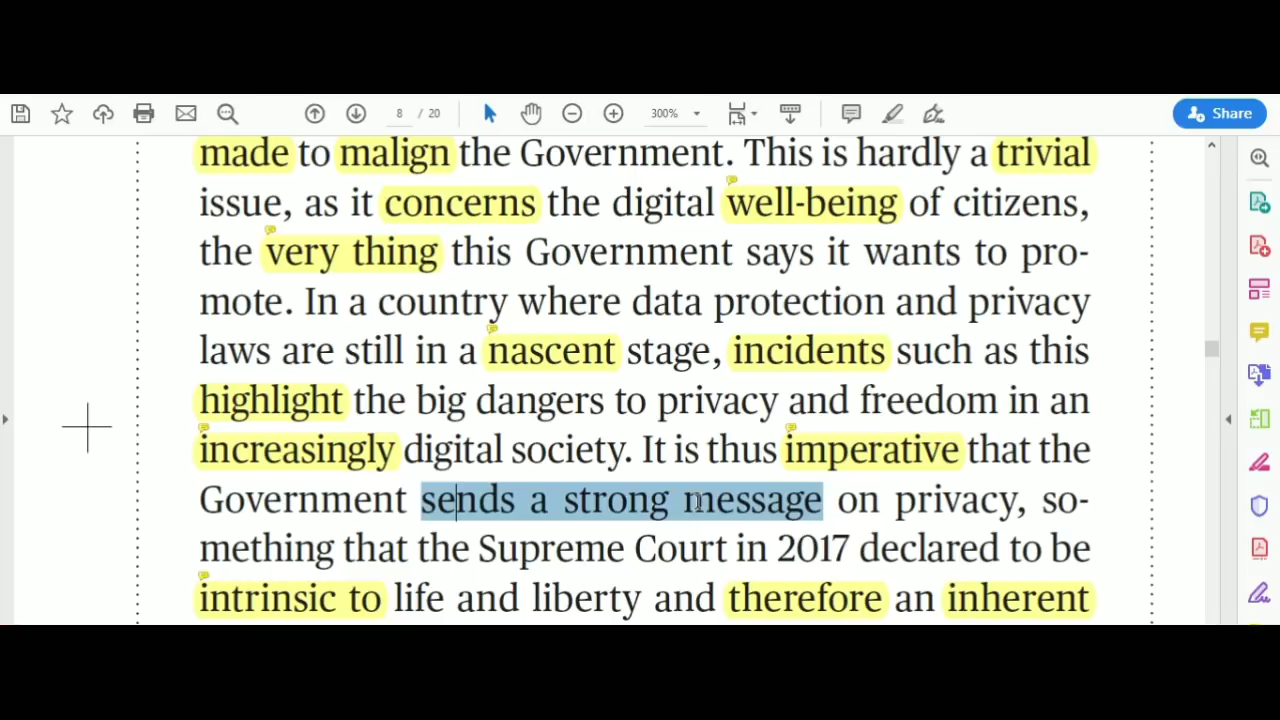 8 / 20 300% Share
made to malign the Government. This is hardly a trivial
issue, as it concerns the digital well-being of citizens,
the very thing this Government says it wants to pro-
mote. In a country where data protection and privacy
laws are still in a nascent stage, incidents such as this
highlight the big dangers to privacy and freedom in an
increasingly digital society. It is thus imperative that the
Government sends a strong message on privacy, so-
mething that the Supreme Court in 2017 declared to be
intrinsic to life and liberty and therefore an inherent